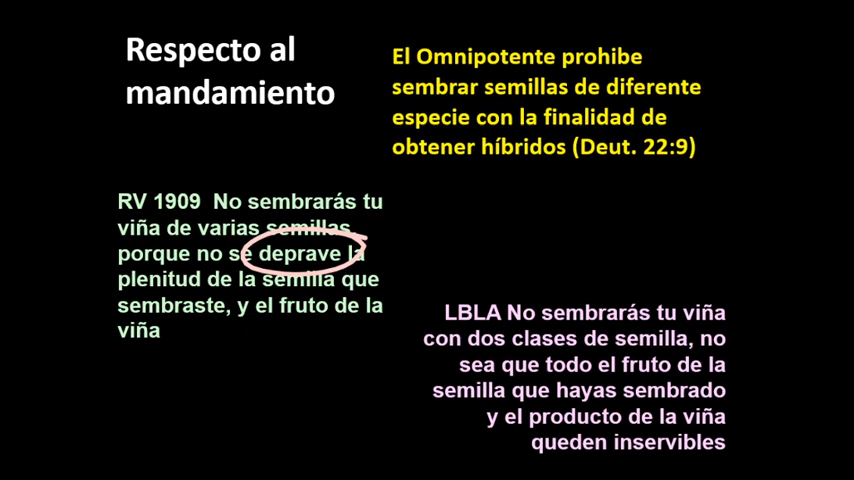 Respecto al
mandamiento
El Omnipotente prohibe
sembrar semillas de diferente
especie con la finalidad de
obtener híbridos (Deut. 22:9)
RV 1909  No sembrarás tu
viña de varias semillas,
porque no se deprave la
plenitud de la semilla que
sembraste, y el fruto de la
viña
LBLA No sembrarás tu viña
con dos clases de semilla, no
sea que todo el fruto de la
semilla que hayas sembrado
y el producto de la viña
queden inservibles